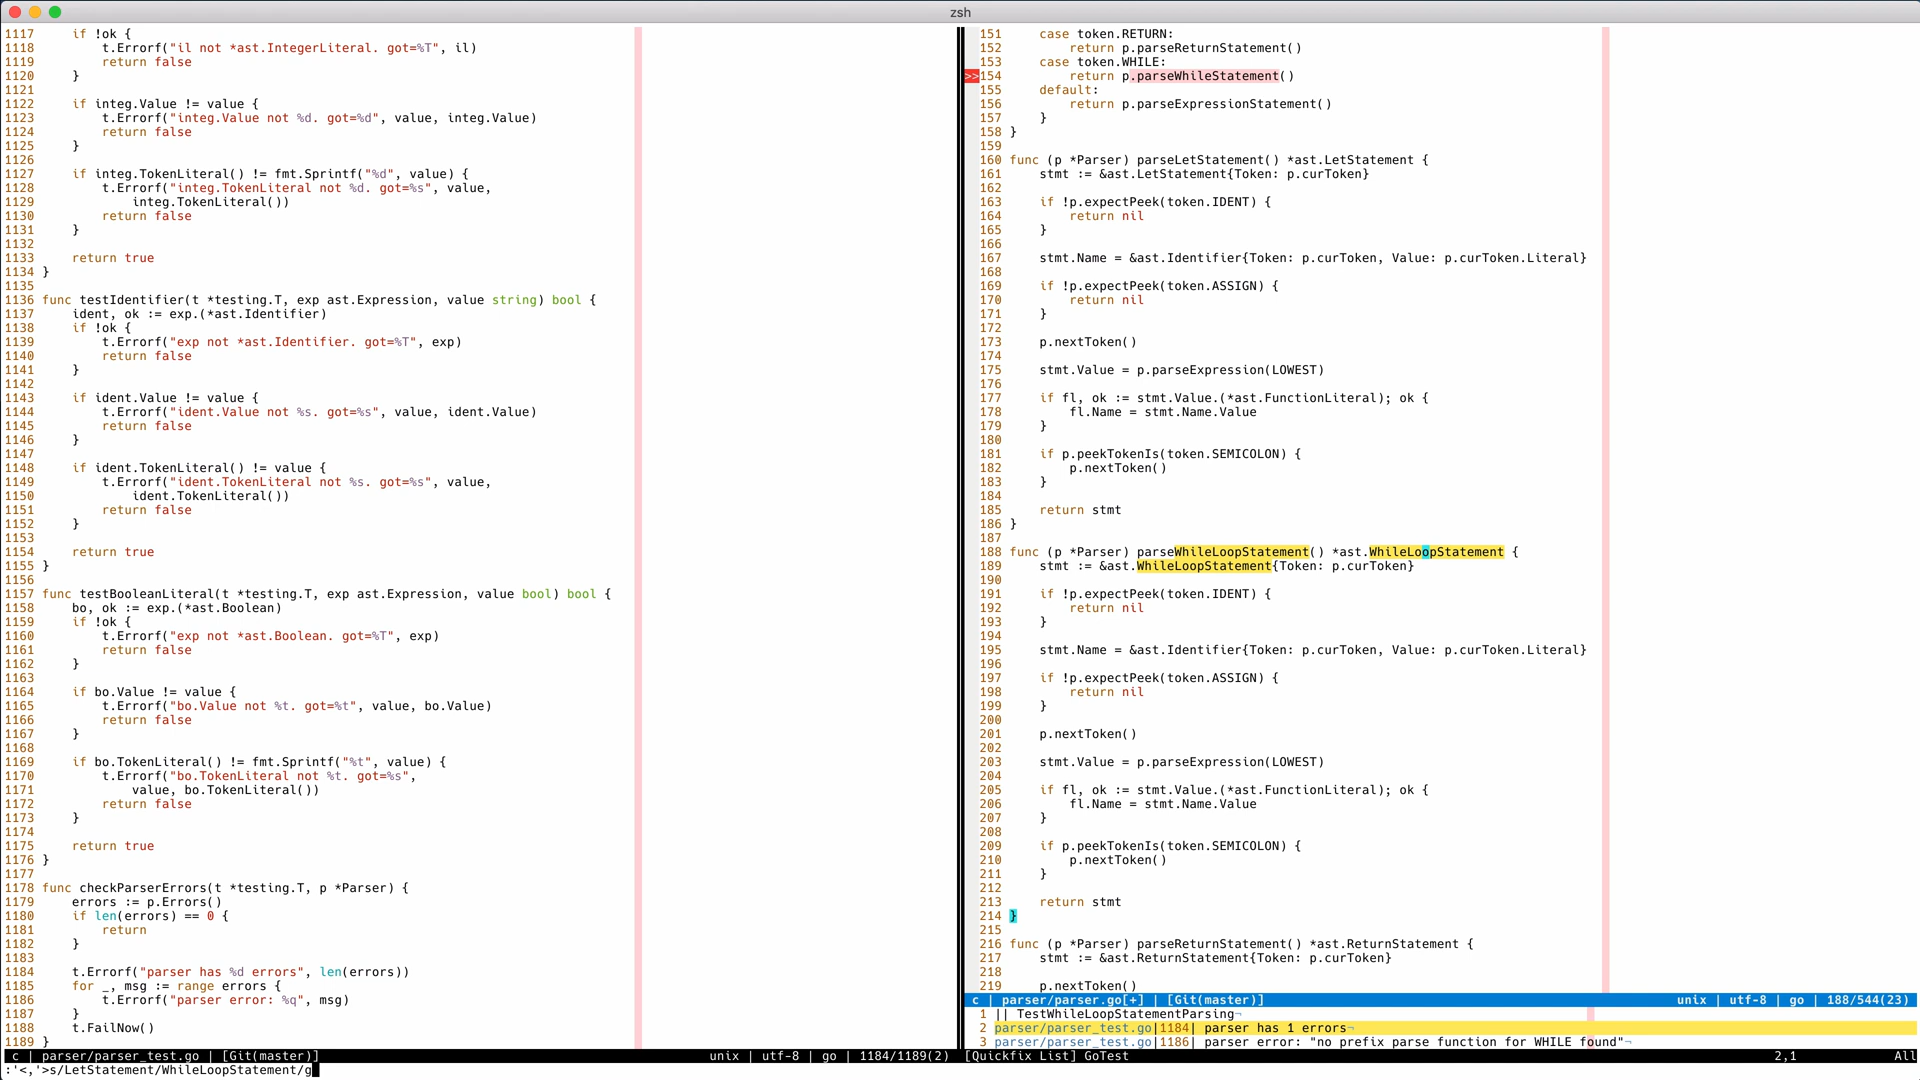 zsh
1117     if !ok {
1118         t.Errorf("il not *ast.IntegerLiteral. got=%T", il)
1119         return false
1120     }
1121
1122     if integ.Value != value {
1123         t.Errorf("integ.Value not %d. got=%d", value, integ.Value)
1124         return false
1125     }
1126
1127     if integ.TokenLiteral() != fmt.Sprintf("%d", value) {
1128         t.Errorf("integ.TokenLiteral not %d. got=%s", value,
1129             integ.TokenLiteral())
1130         return false
1131     }
1132
1133     return true
1134 }
1135
1136 func testIdentifier(t *testing.T, exp ast.Expression, value string) bool {
1137     ident, ok := exp.(*ast.Identifier)
1138     if !ok {
1139         t.Errorf("exp not *ast.Identifier. got=%T", exp)
1140         return false
1141     }
1142
1143     if ident.Value != value {
1144         t.Errorf("ident.Value not %s. got=%s", value, ident.Value)
1145         return false
1146     }
1147
1148     if ident.TokenLiteral() != value {
1149         t.Errorf("ident.TokenLiteral not %s. got=%s", value,
1150             ident.TokenLiteral())
1151         return false
1152     }
1153
1154     return true
1155 }
1156
1157 func testBooleanLiteral(t *testing.T, exp ast.Expression, value bool) bool {
1158     bo, ok := exp.(*ast.Boolean)
1159     if !ok {
1160         t.Errorf("exp not *ast.Boolean. got=%T", exp)
1161         return false
1162     }
1163
1164     if bo.Value != value {
1165         t.Errorf("bo.Value not %t. got=%t", value, bo.Value)
1166         return false
1167     }
1168
1169     if bo.TokenLiteral() != fmt.Sprintf("%t", value) {
1170         t.Errorf("bo.TokenLiteral not %t. got=%s",
1171             value, bo.TokenLiteral())
1172         return false
1173     }
1174
1175     return true
1176 }
1177
1178 func checkParserErrors(t *testing.T, p *Parser) {
1179     errors := p.Errors()
1180     if len(errors) == 0 {
1181         return
1182     }
1183
1184     t.Errorf("parser has %d errors", len(errors))
1185     for _, msg := range errors {
1186         t.Errorf("parser error: %q", msg)
1187     }
1188     t.FailNow()
1189 }
c | parser/parser_test.go | [Git(master)] unix | utf-8 | go | 1184/1189(2)
151     case token.RETURN:
152         return p.parseReturnStatement()
153     case token.WHILE:
>>154         return p.parseWhileStatement()
155     default:
156         return p.parseExpressionStatement()
157     }
158 }
159
160 func (p *Parser) parseLetStatement() *ast.LetStatement {
161     stmt := &ast.LetStatement{Token: p.curToken}
162
163     if !p.expectPeek(token.IDENT) {
164         return nil
165     }
166
167     stmt.Name = &ast.Identifier{Token: p.curToken, Value: p.curToken.Literal}
168
169     if !p.expectPeek(token.ASSIGN) {
170         return nil
171     }
172
173     p.nextToken()
174
175     stmt.Value = p.parseExpression(LOWEST)
176
177     if fl, ok := stmt.Value.(*ast.FunctionLiteral); ok {
178         fl.Name = stmt.Name.Value
179     }
180
181     if p.peekTokenIs(token.SEMICOLON) {
182         p.nextToken()
183     }
184
185     return stmt
186 }
187
188 func (p *Parser) parseWhileLoopStatement() *ast.WhileLoopStatement {
189     stmt := &ast.WhileLoopStatement{Token: p.curToken}
190
191     if !p.expectPeek(token.IDENT) {
192         return nil
193     }
194
195     stmt.Name = &ast.Identifier{Token: p.curToken, Value: p.curToken.Literal}
196
197     if !p.expectPeek(token.ASSIGN) {
198         return nil
199     }
200
201     p.nextToken()
202
203     stmt.Value = p.parseExpression(LOWEST)
204
205     if fl, ok := stmt.Value.(*ast.FunctionLiteral); ok {
206         fl.Name = stmt.Name.Value
207     }
208
209     if p.peekTokenIs(token.SEMICOLON) {
210         p.nextToken()
211     }
212
213     return stmt
214 }
215
216 func (p *Parser) parseReturnStatement() *ast.ReturnStatement {
217     stmt := &ast.ReturnStatement{Token: p.curToken}
218
219     p.nextToken()
c | parser/parser.go[+] | [Git(master)] unix | utf-8 | go | 188/544(23)
1 || TestWhileLoopStatementParsing¬
2 parser/parser_test.go|1184| parser has 1 errors¬
3 parser/parser_test.go|1186| parser error: "no prefix parse function for WHILE found"¬
[Quickfix List] GoTest 2,1 All
:'<,'>s/LetStatement/WhileLoopStatement/g